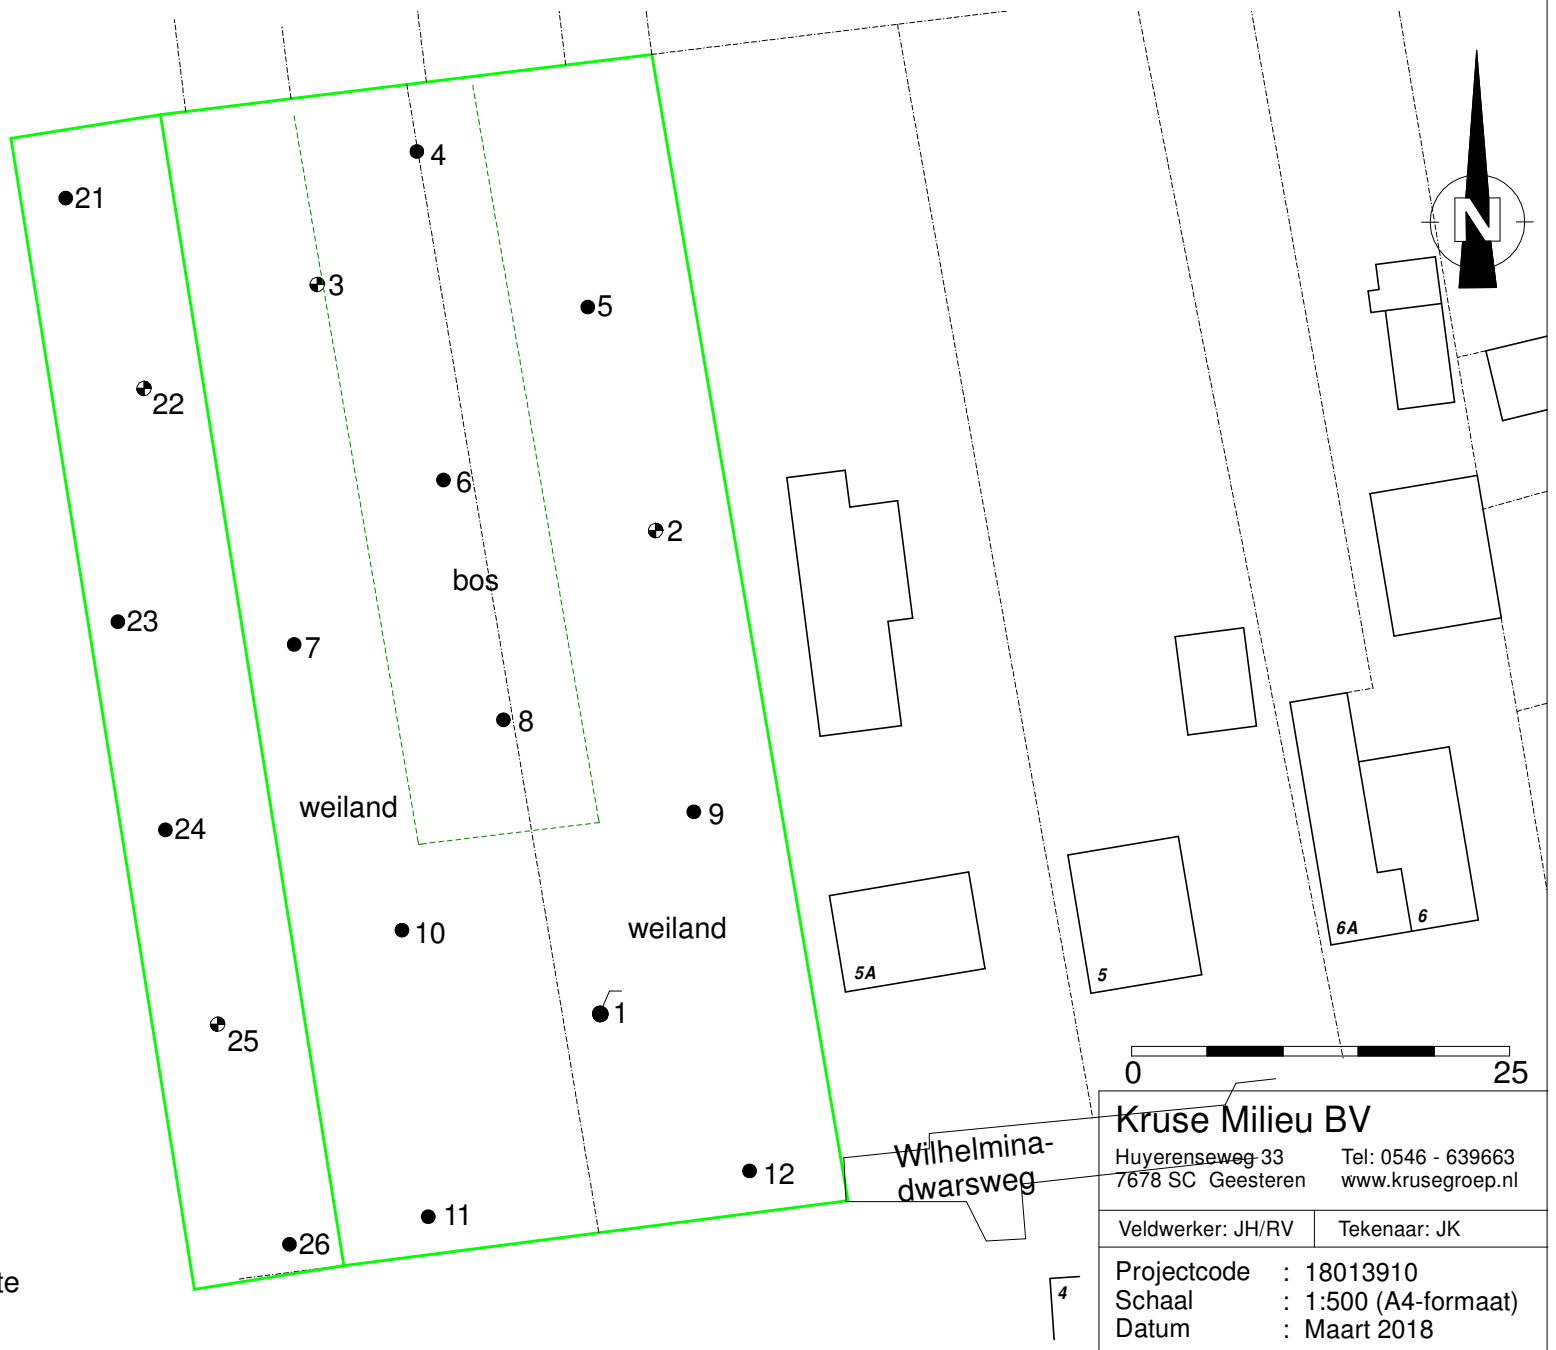 4
21
3
5
22
N
6
2
bos
23
7
8
weiland
24
9
10
weiland
5A
5
6A
6
1
25
0
25
Kruse Milieu BV
Huyerenseweg 33 Tel: 0546 - 639663
7678 SC Geesteren www.krusegroep.nl
Wilhelmina-
dwarsweg
12
11
26
Veldwerker: JH/RV Tekenaar: JK
te
4
Projectcode : 18013910
Schaal : 1:500 (A4-formaat)
Datum : Maart 2018